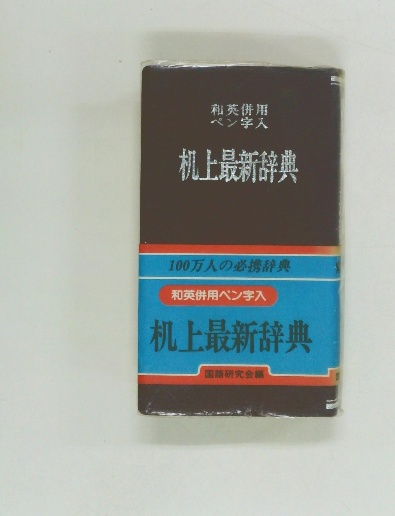 和英併用
ペン字入
机上最新辞典
100万人の必携辞典
和英併用ペン字入
机上最新辞典
国語研究会編